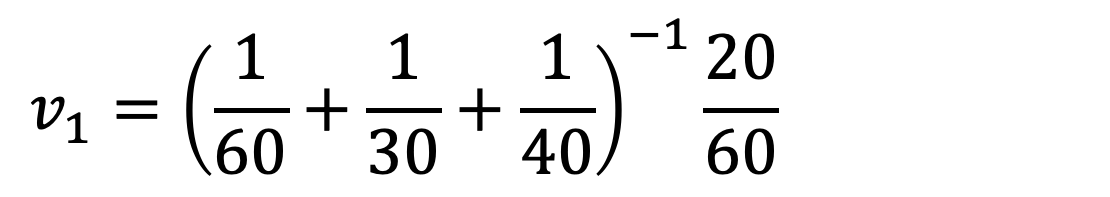 v₁ = (1/60 + 1/30 + 1/40)⁻¹ 20/60